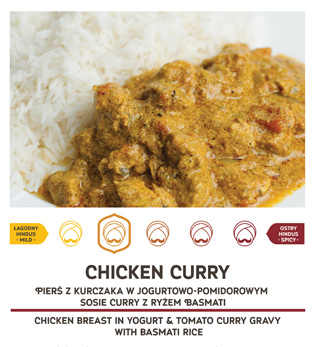 ŁAGODNY
HINDUS
- MILD -
OSTRY
HINDUS
- SPICY -
CHICKEN CURRY
PIERŚ Z KURCZAKA W JOGURTOWO-POMIDOROWYM
SOSIE CURRY Z RYŻEM BASMATI
CHICKEN BREAST IN YOGURT & TOMATO CURRY GRAVY
WITH BASMATI RICE